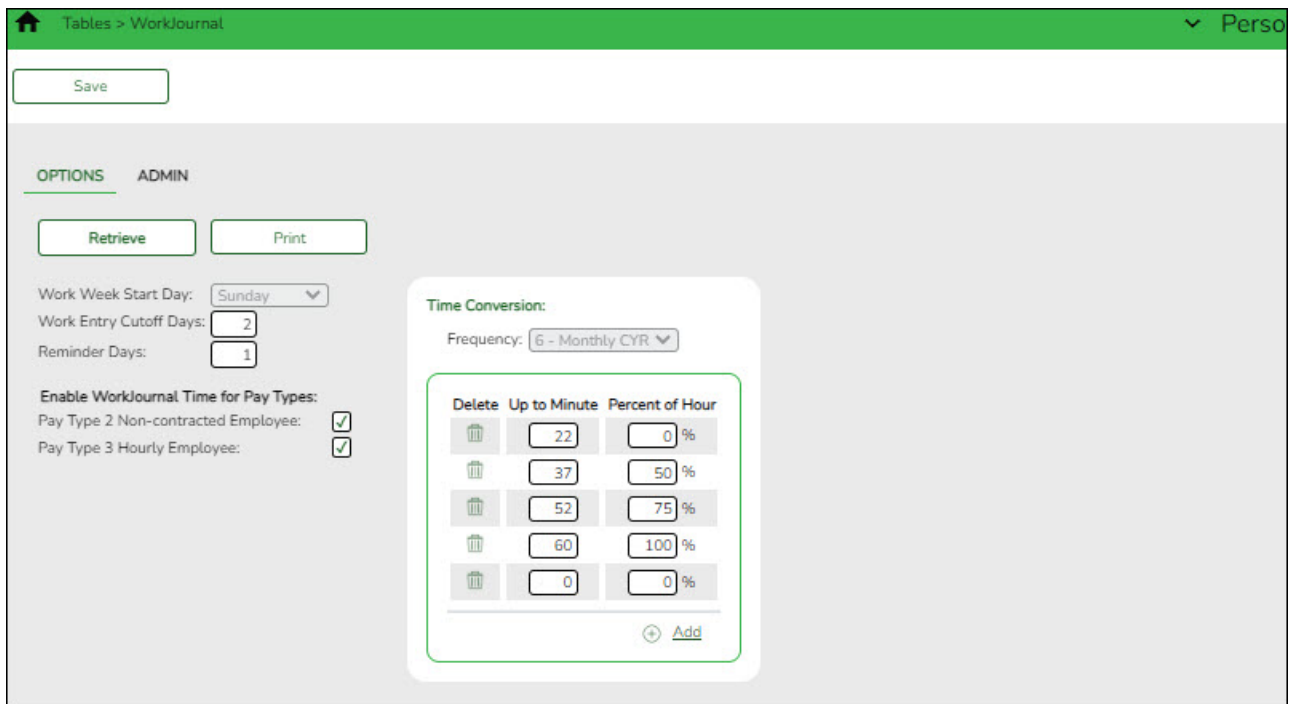 Tables > WorkJournal
Perso
Save
OPTIONS ADMIN
Retrieve Print
Work Week Start Day: Sunday
Work Entry Cutoff Days: 2
Reminder Days: 1
Enable WorkJournal Time for Pay Types:
Pay Type 2 Non-contracted Employee:
Pay Type 3 Hourly Employee:
Time Conversion:
Frequency: 6 - Monthly CYR
Delete Up to Minute Percent of Hour
22 0 %
37 50 %
52 75 %
60 100 %
0 0 %
Add